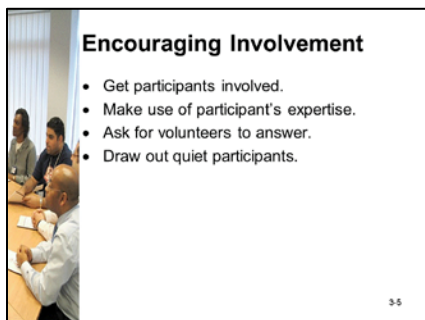 Encouraging Involvement
• Get participants involved.
• Make use of participant's expertise.
• Ask for volunteers to answer.
• Draw out quiet participants.
3-5